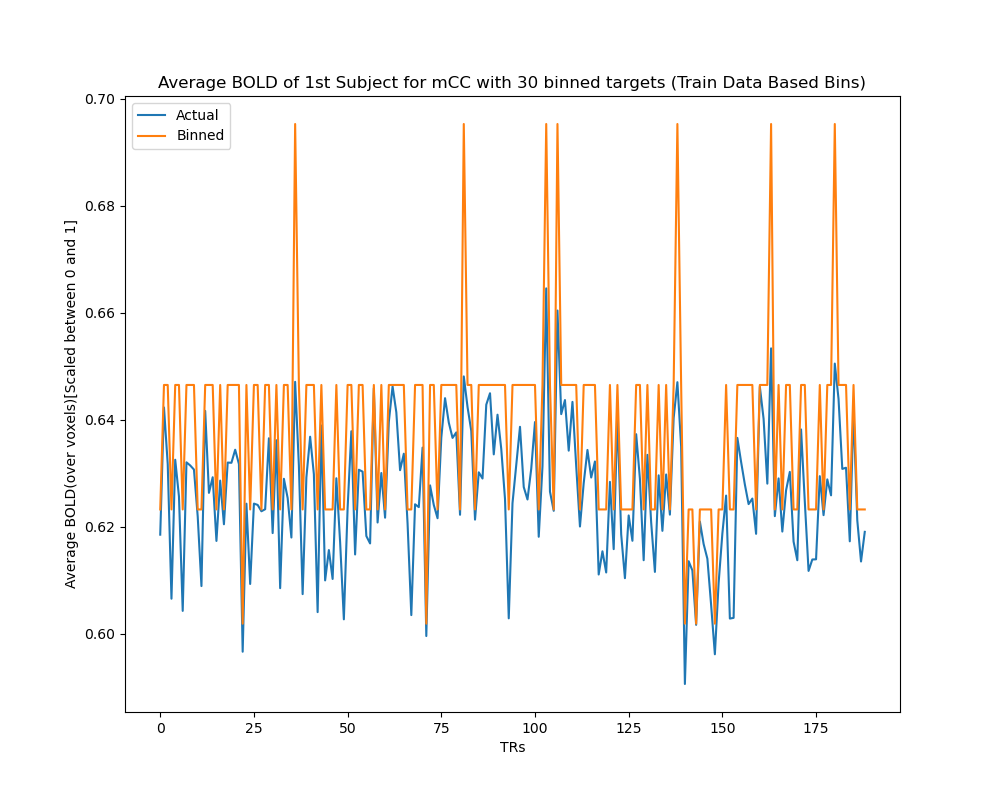 Average BOLD of 1st Subject for mCC with 30 binned targets (Train Data Based Bins)
Actual
Binned
Average BOLD(over voxels)[Scaled between 0 and 1]
0.70
0.68
0.66
0.64
0.62
0.60
0 25 50 75 100 125 150 175
TRs